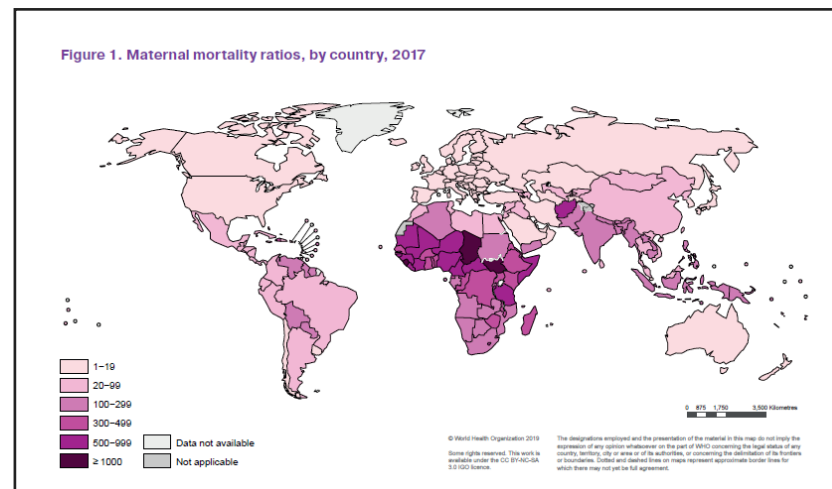 Figure 1. Maternal mortality ratios, by country, 2017
1–19
20–99
100–299
300–499
500–999
≥ 1000
Data not available
Not applicable
0 875 1,750 3,500 Kilometres
© World Health Organization 2019
Some rights reserved. This work is
available under the CC BY-NC-SA
3.0 IGO licence.
The designations employed and the presentation of the material in this map do not imply the
expression of any opinion whatsoever on the part of WHO concerning the legal status of any
country, territory, city or area or of its authorities, or concerning the delimitation of its frontiers
or boundaries. Dotted and dashed lines on maps represent approximate border lines for
which there may not yet be full agreement.